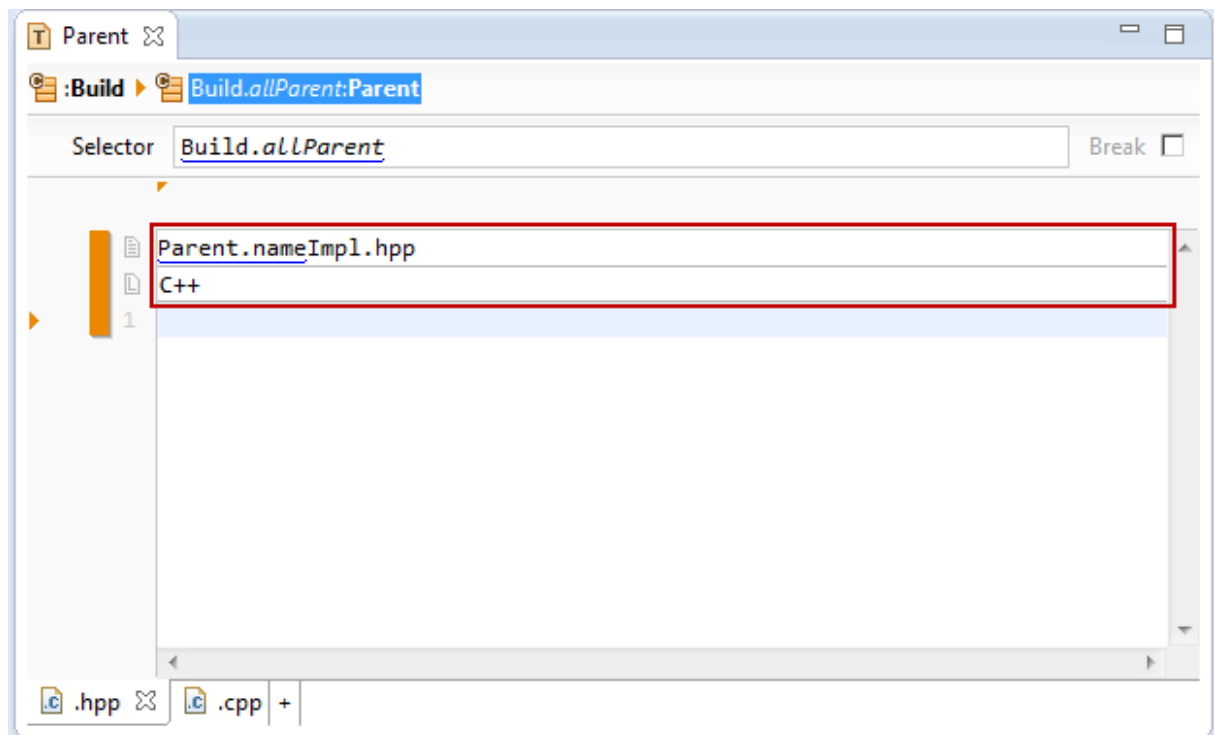 Parent
:Build Build.allParent:Parent
Selector Build.allParent Break
Parent.nameImpl.hpp
C++
1
.hpp .cpp +